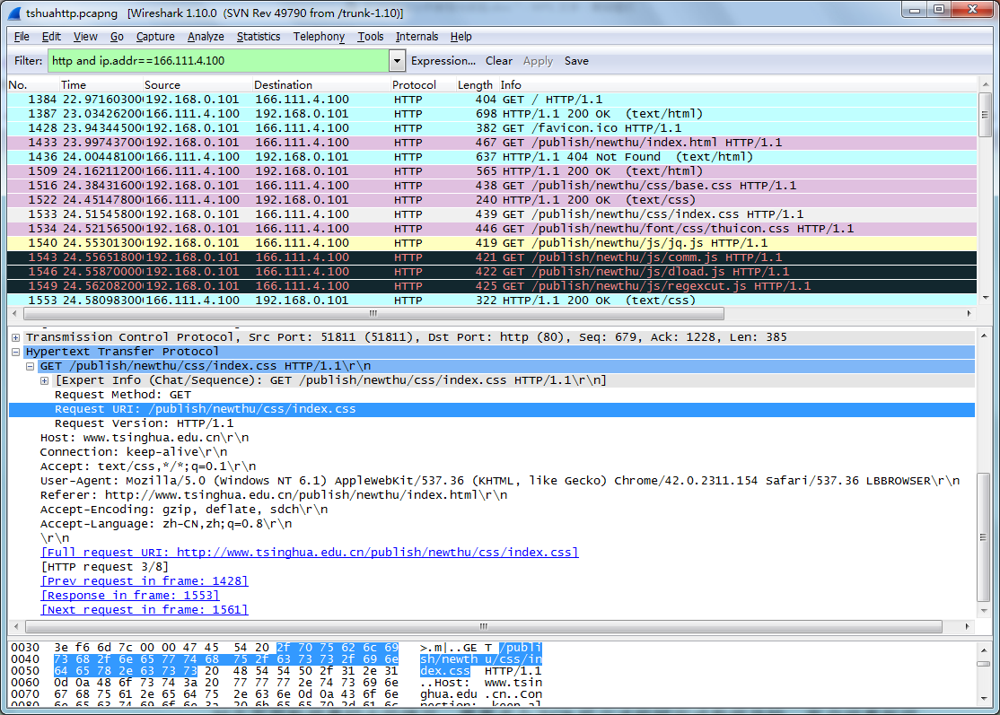 tshuahttp.pcapng [Wireshark 1.10.0 (SVN Rev 49790 from /trunk-1.10)]
File Edit View Go Capture Analyze Statistics Telephony Tools Internals Help
Filter: http and ip.addr==166.111.4.100 Expression... Clear Apply Save
No. Time Source Destination Protocol Length Info
1384 22.97160300 192.168.0.101 166.111.4.100 HTTP 404 GET / HTTP/1.1
1387 23.03426200 166.111.4.100 192.168.0.101 HTTP 698 HTTP/1.1 200 OK (text/html)
1428 23.94344500 192.168.0.101 166.111.4.100 HTTP 382 GET /favicon.ico HTTP/1.1
1433 23.99743700 192.168.0.101 166.111.4.100 HTTP 467 GET /publish/newthu/index.html HTTP/1.1
1436 24.00448100 166.111.4.100 192.168.0.101 HTTP 637 HTTP/1.1 404 Not Found (text/html)
1509 24.16211200 166.111.4.100 192.168.0.101 HTTP 565 HTTP/1.1 200 OK (text/html)
1516 24.38431600 192.168.0.101 166.111.4.100 HTTP 438 GET /publish/newthu/css/base.css HTTP/1.1
1522 24.45147800 166.111.4.100 192.168.0.101 HTTP 240 HTTP/1.1 200 OK (text/css)
1533 24.51545800 192.168.0.101 166.111.4.100 HTTP 439 GET /publish/newthu/css/index.css HTTP/1.1
1534 24.52156500 192.168.0.101 166.111.4.100 HTTP 446 GET /publish/newthu/font/css/thuicon.css HTTP/1.1
1540 24.55301300 192.168.0.101 166.111.4.100 HTTP 419 GET /publish/newthu/js/jq.js HTTP/1.1
1543 24.55651800 192.168.0.101 166.111.4.100 HTTP 421 GET /publish/newthu/js/comm.js HTTP/1.1
1546 24.55870000 192.168.0.101 166.111.4.100 HTTP 422 GET /publish/newthu/js/dload.js HTTP/1.1
1549 24.56208200 192.168.0.101 166.111.4.100 HTTP 425 GET /publish/newthu/js/regexcut.js HTTP/1.1
1553 24.58098300 166.111.4.100 192.168.0.101 HTTP 322 HTTP/1.1 200 OK (text/css)
Transmission Control Protocol, Src Port: 51811 (51811), Dst Port: http (80), Seq: 679, Ack: 1228, Len: 385
Hypertext Transfer Protocol
GET /publish/newthu/css/index.css HTTP/1.1\r\n
[Expert Info (Chat/Sequence): GET /publish/newthu/css/index.css HTTP/1.1\r\n]
Request Method: GET
Request URI: /publish/newthu/css/index.css
Request Version: HTTP/1.1
Host: www.tsinghua.edu.cn\r\n
Connection: keep-alive\r\n
Accept: text/css,*/*;q=0.1\r\n
User-Agent: Mozilla/5.0 (Windows NT 6.1) AppleWebKit/537.36 (KHTML, like Gecko) Chrome/42.0.2311.154 Safari/537.36 LBBROWSER\r\n
Referer: http://www.tsinghua.edu.cn/publish/newthu/index.html\r\n
Accept-Encoding: gzip, deflate, sdch\r\n
Accept-Language: zh-CN,zh;q=0.8\r\n
\r\n
[Full request URI: http://www.tsinghua.edu.cn/publish/newthu/css/index.css]
[HTTP request 3/8]
[Prev request in frame: 1428]
[Response in frame: 1553]
[Next request in frame: 1561]
0030 3e f6 6d 7c 00 00 47 45 54 20 2f 70 75 62 6c 69 >.m|..GE T /publi
0040 73 68 2f 6e 65 77 74 68 75 2f 63 73 73 2f 69 6e sh/newth u/css/in
0050 64 65 78 2e 63 73 73 20 48 54 54 50 2f 31 2e 31 dex.css HTTP/1.1
0060 0d 0a 48 6f 73 74 3a 20 77 77 77 2e 74 73 69 6e ..Host: www.tsin
0070 67 68 75 61 2e 65 64 75 2e 63 6e 0d 0a 43 6f 6e ghua.edu .cn..Con
0080 6e 65 63 74 69 6f 6e 3a 20 6b 65 65 70 2d 61 6c nection: keep-al